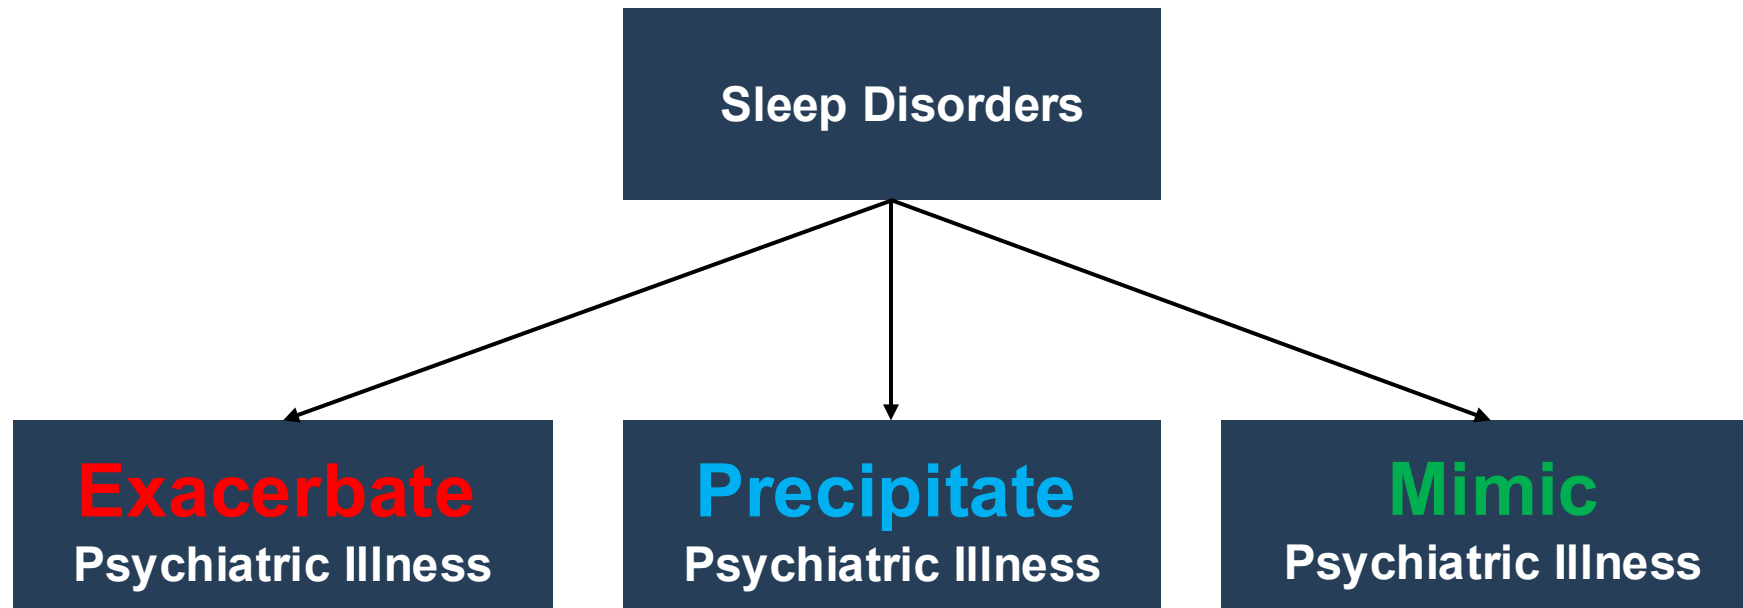 Sleep Disorders
Exacerbate
Psychiatric Illness
Precipitate
Psychiatric Illness
Mimic
Psychiatric Illness